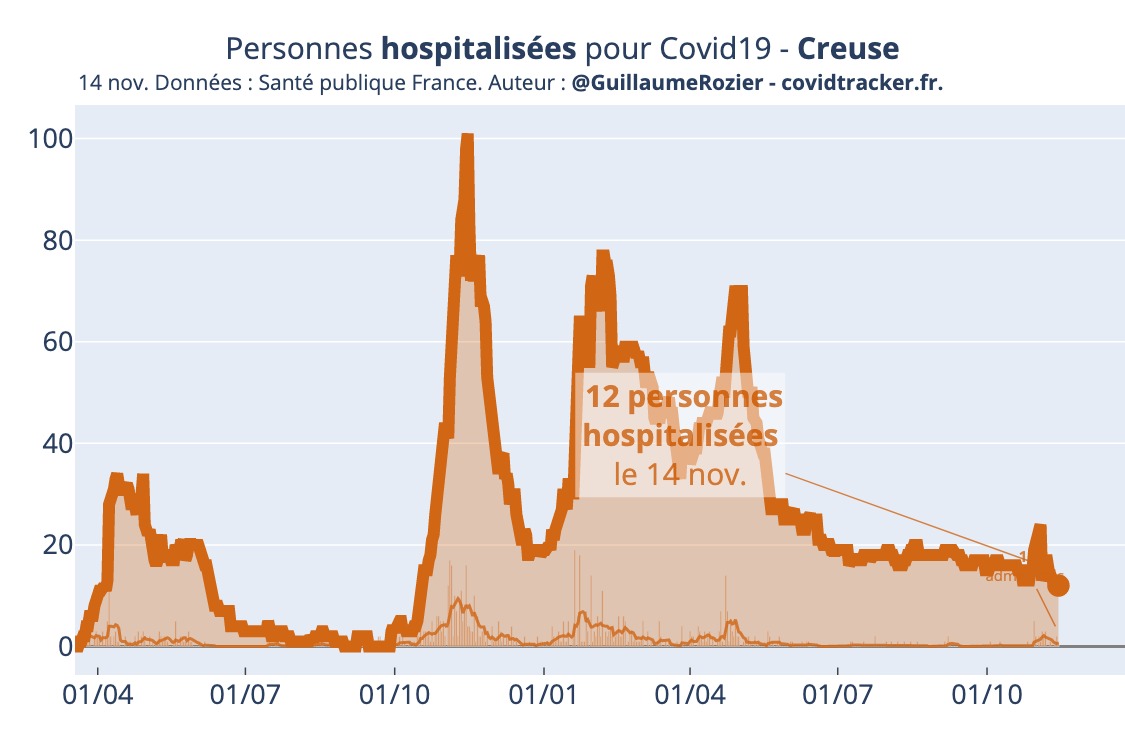 Personnes hospitalisées pour Covid19 - Creuse
14 nov. Données : Santé publique France. Auteur : @GuillaumeRozier - covidtracker.fr.
100
80
60
40
20
0
12 personnes
hospitalisées
le 14 nov.
01/04 01/07 01/10 01/01 01/04 01/07 01/10